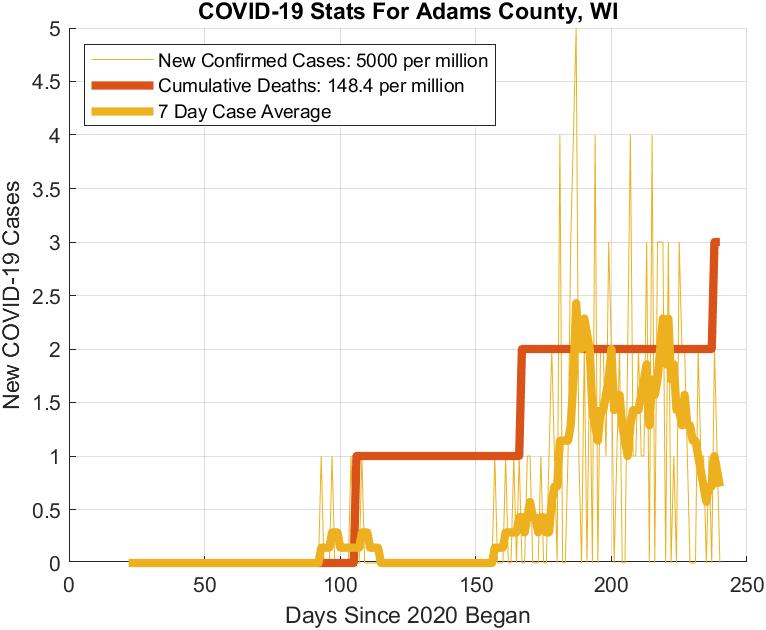 COVID-19 Stats For Adams County, WI
New Confirmed Cases: 5000 per million
Cumulative Deaths: 148.4 per million
7 Day Case Average
New COVID-19 Cases
5
4.5
4
3.5
3
2.5
2
1.5
1
0.5
0
0 50 100 150 200 250
Days Since 2020 Began